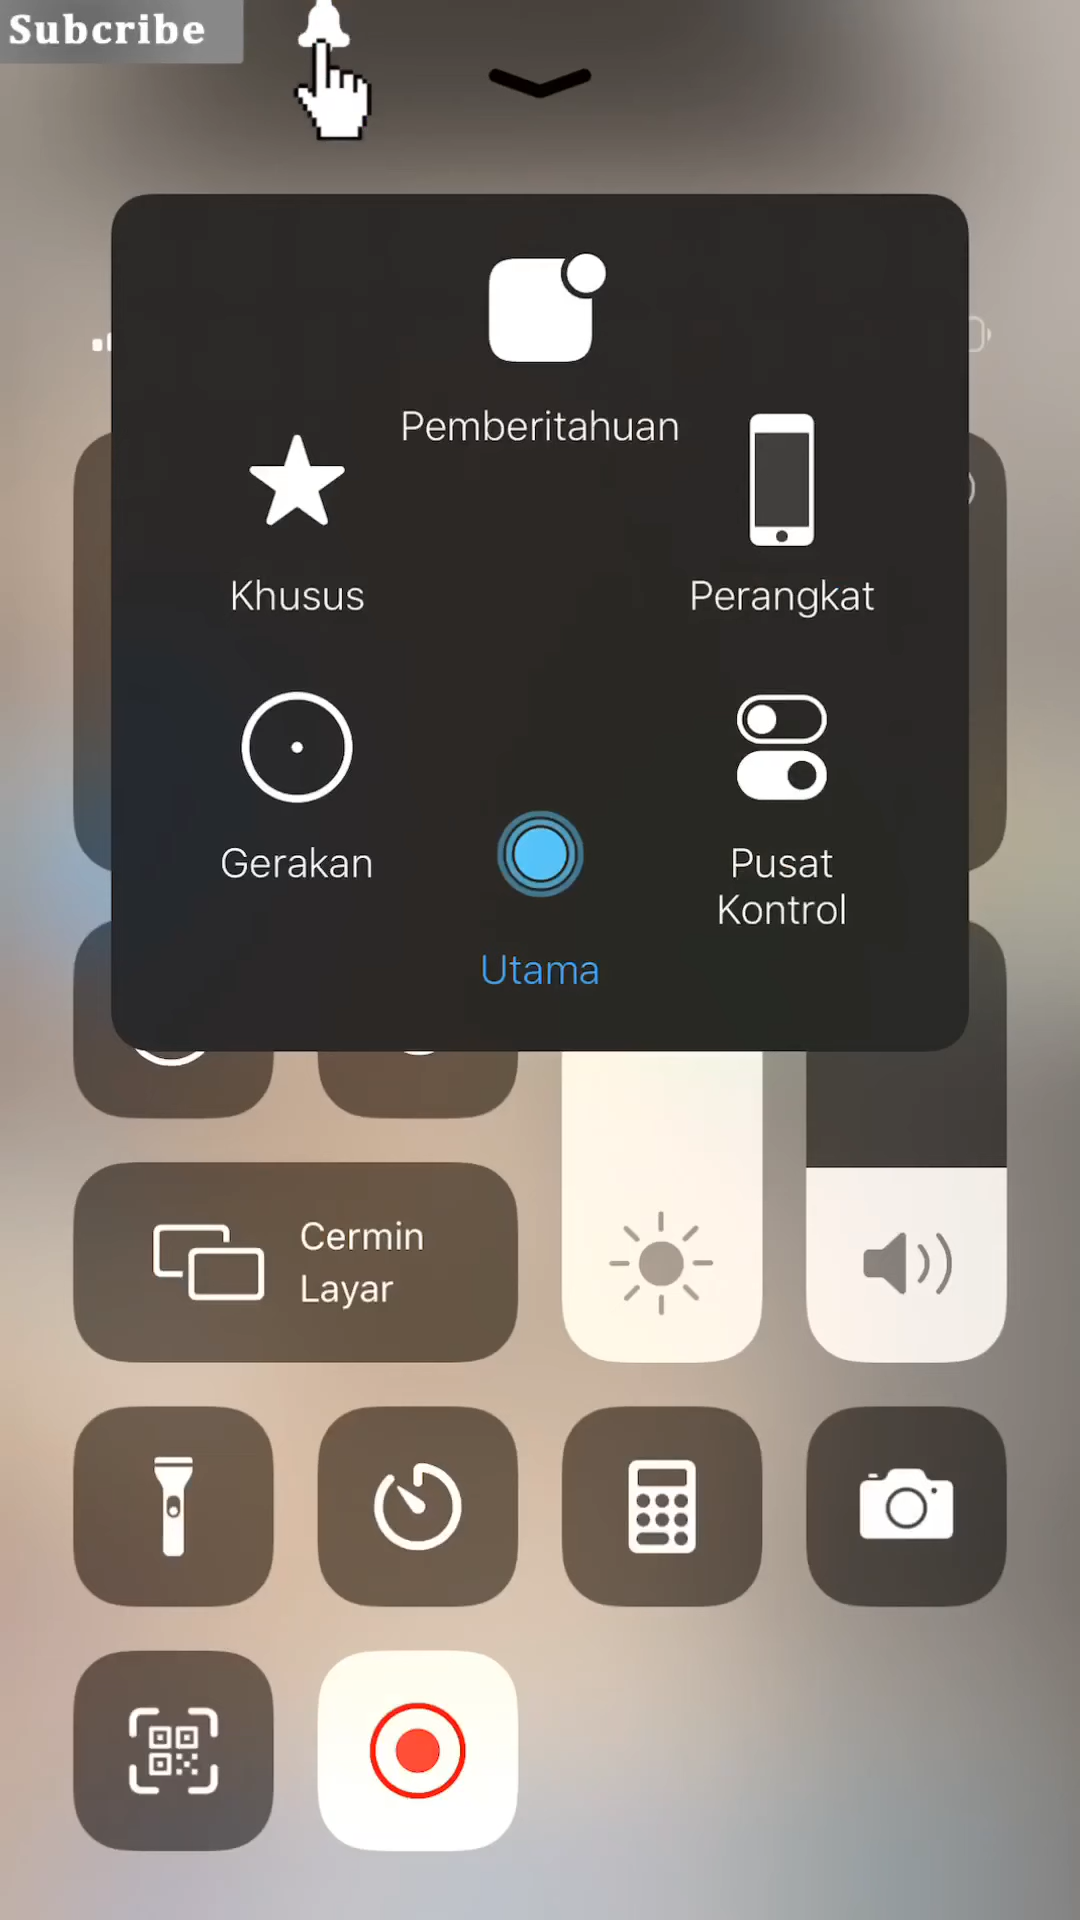 Subcribe
Pemberitahuan
Khusus
Perangkat
Gerakan
Pusat
Kontrol
Utama
Cermin
Layar